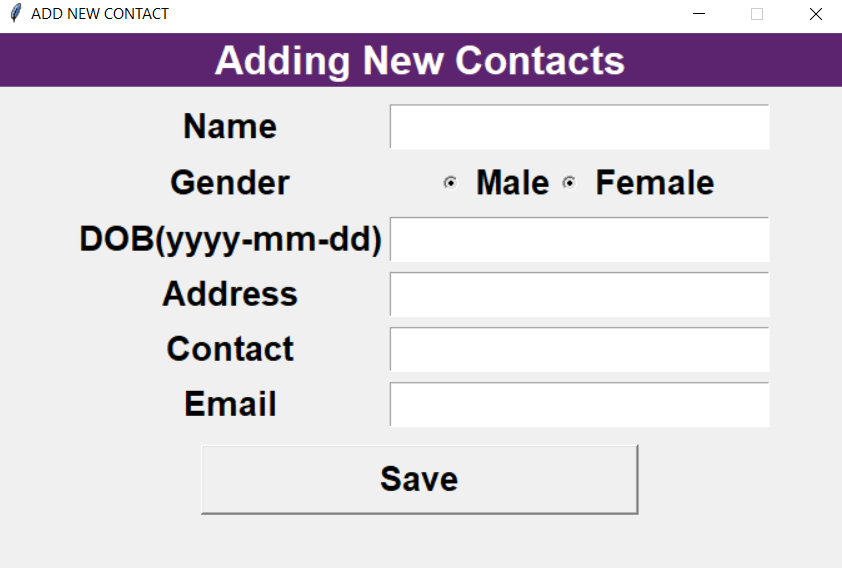 ADD NEW CONTACT
Adding New Contacts
Name
Gender Male Female
DOB(yyyy-mm-dd)
Address
Contact
Email
Save